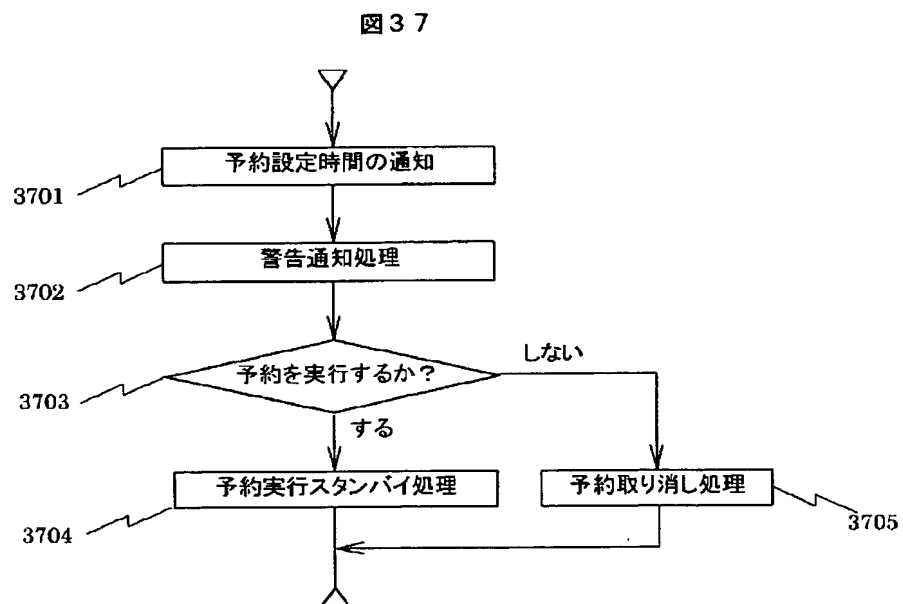 図37
予約設定時間の通知
3701
警告通知処理
3702
しない
予約を実行するか?
3703
する
予約実行スタンバイ処理
予約取り消し処理
3704
3705